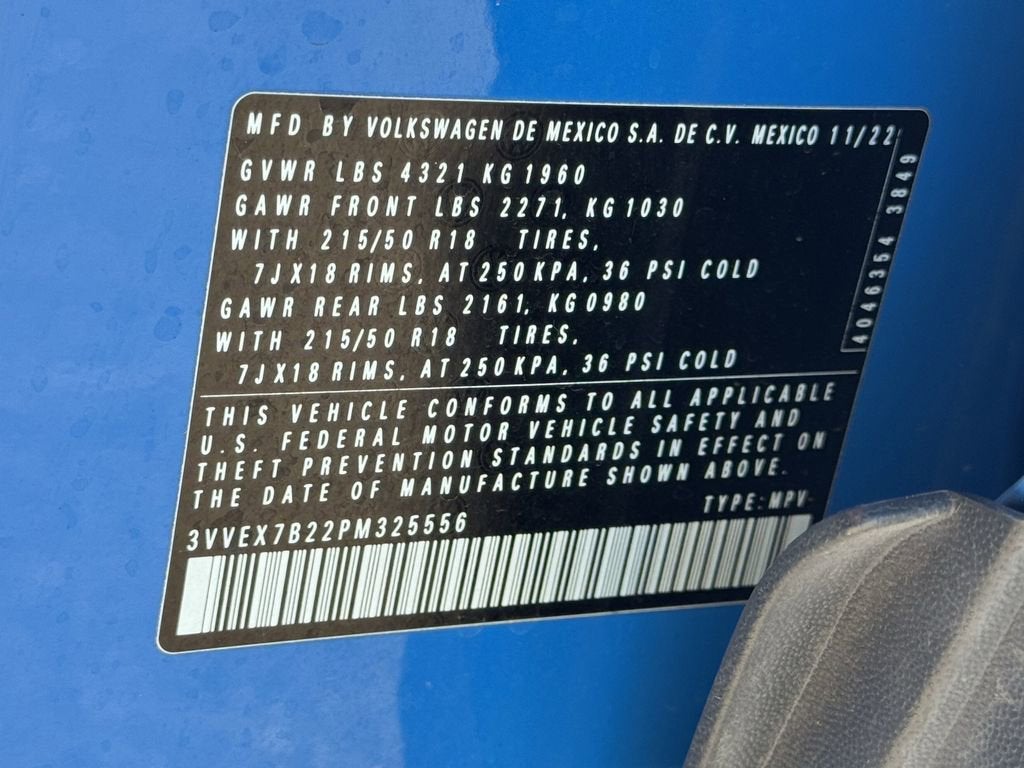 MFD BY VOLKSWAGEN DE MEXICO S.A. DE C.V. MEXICO 11/22
GVWR LBS 4321 KG 1960
GAWR FRONT LBS 2271, KG 1030
WITH 215/50 R18 TIRES,
7JX18 RIMS, AT 250 KPA, 36 PSI COLD
GAWR REAR LBS 2161, KG 0980
WITH 215/50 R18 TIRES,
7JX18 RIMS, AT 250 KPA, 36 PSI COLD
4046354 3849
THIS VEHICLE CONFORMS TO ALL APPLICABLE
U.S. FEDERAL MOTOR VEHICLE SAFETY AND
THEFT PREVENTION STANDARDS IN EFFECT ON
THE DATE OF MANUFACTURE SHOWN ABOVE.
TYPE: MPV
3VVEX7B22PM325556